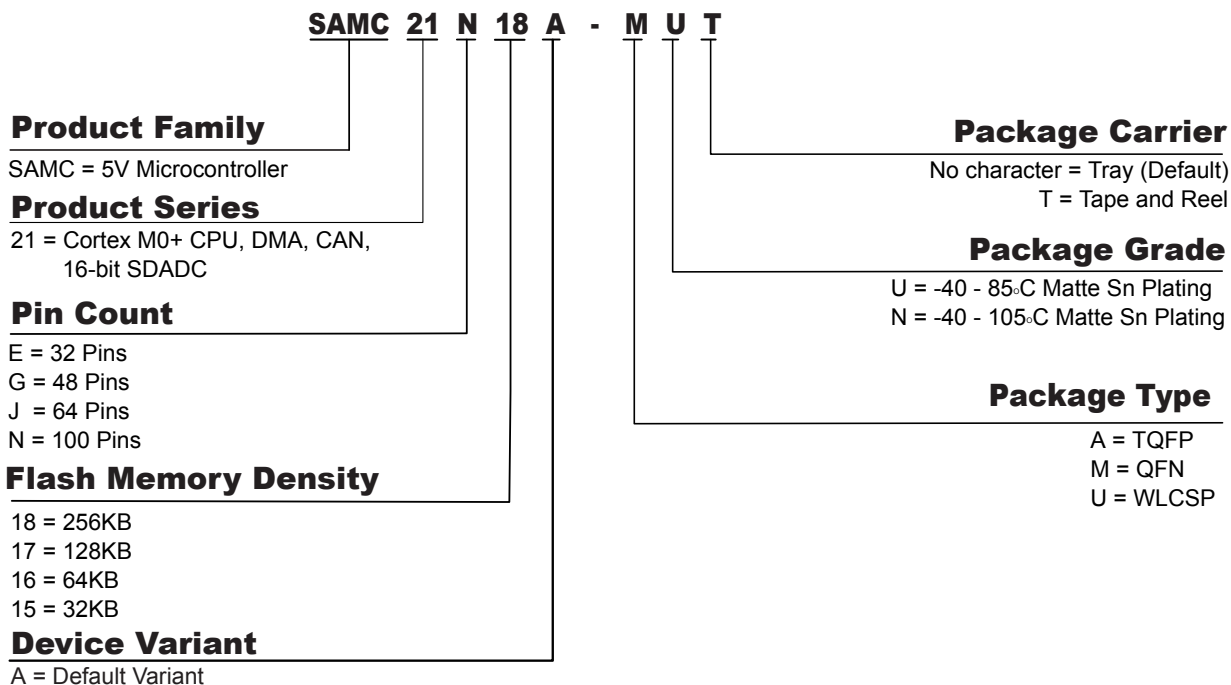 SAMC 21 N 18 A - M U T
Product Family
SAMC = 5V Microcontroller
Product Series
21 = Cortex M0+ CPU, DMA, CAN,
16-bit SDADC
Pin Count
E = 32 Pins
G = 48 Pins
J = 64 Pins
N = 100 Pins
Flash Memory Density
18 = 256KB
17 = 128KB
16 = 64KB
15 = 32KB
Device Variant
A = Default Variant
Package Carrier
No character = Tray (Default)
T = Tape and Reel
Package Grade
U = -40 - 85◦C Matte Sn Plating
N = -40 - 105◦C Matte Sn Plating
Package Type
A = TQFP
M = QFN
U = WLCSP